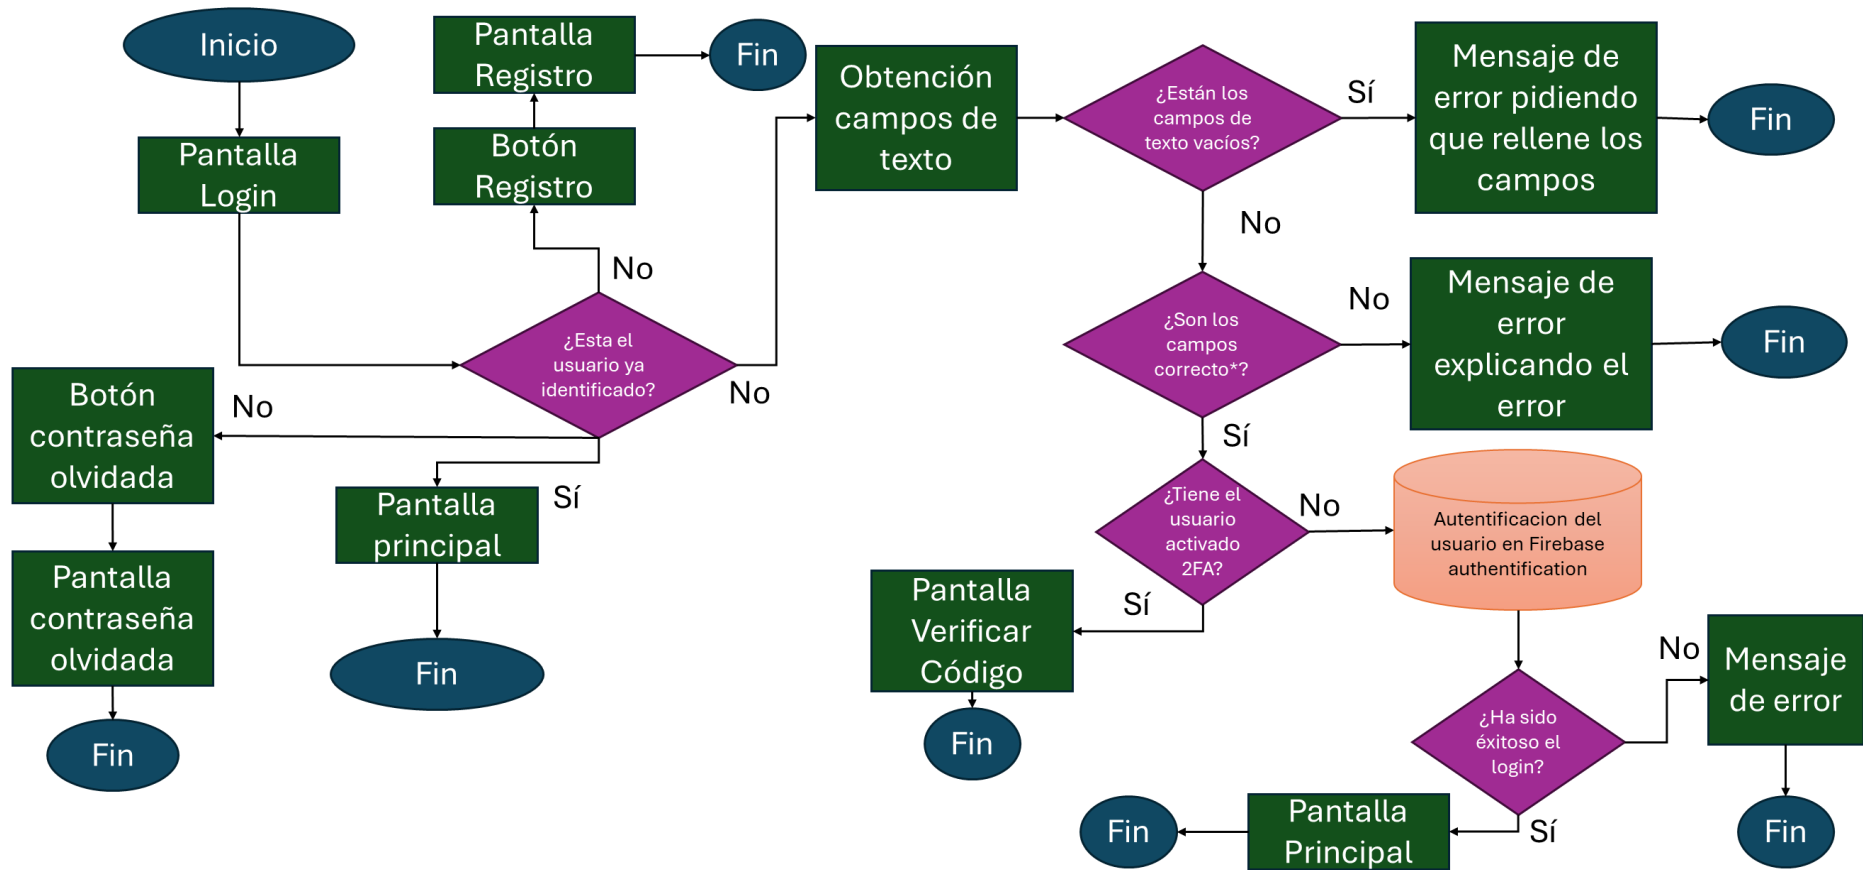 Inicio
Pantalla
Login
Pantalla
Registro
Fin
Botón
Registro
No
¿Esta el
usuario ya
identificado?
No
No
Botón
contraseña
olvidada
Pantalla
contraseña
olvidada
Fin
Sí
Pantalla
principal
Fin
Obtención
campos de
texto
¿Están los
campos de
texto vacíos?
Sí
Mensaje de
error pidiendo
que rellene los
campos
Fin
No
¿Son los
campos
correcto*?
No
Mensaje de
error
explicando el
error
Fin
Sí
¿Tiene el
usuario
activado
2FA?
No
Autentificacion del
usuario en Firebase
authentification
Sí
Pantalla
Verificar
Código
Fin
¿Ha sido
éxitoso el
login?
No
Mensaje
de error
Fin
Sí
Pantalla
Principal
Fin